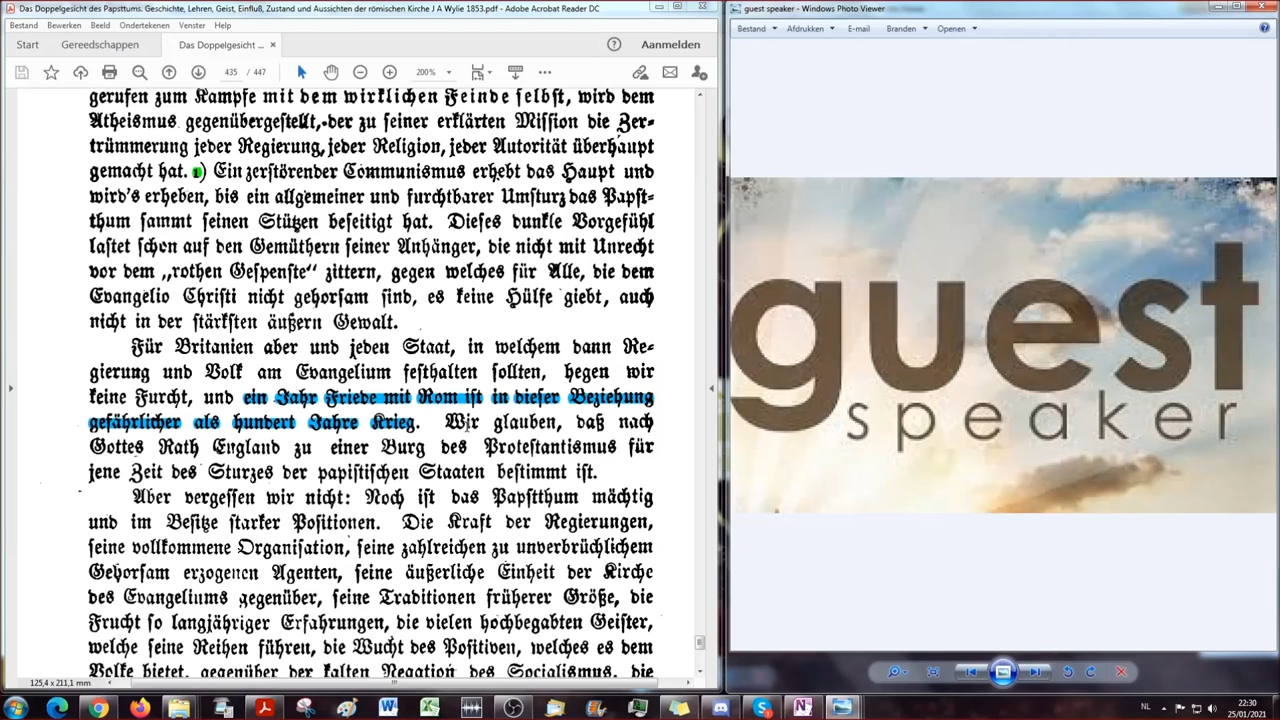 Das Doppelgesicht des Papsttums. Geschichte, Lehren, Geist, Einfluß, Zustand und Aussichten der römischen Kirche J A Wylie 1853.pdf - Adobe Acrobat Reader DC
Bestand Bewerken Beeld Ondertekenen Venster Help
Start Gereedschappen Das Doppelgesicht ... × Aanmelden
435 / 447 200%
gerufen zum Kampfe mit dem wirklichen Feinde selbst, wird dem
Atheismus gegenübergestellt, der zu seiner erklärten Mission die Zer-
trümmerung jeder Regierung, jeder Religion, jeder Autorität überhaupt
gemacht hat. 1) Ein zerstörender Communismus erhebt das Haupt und
wird's erheben, bis ein allgemeiner und furchtbarer Umsturz das Papst-
thum sammt seinen Stützen beseitigt hat. Dieses dunkle Vorgefühl
lastet schon auf den Gemüthern seiner Anhänger, die nicht mit Unrecht
vor dem „rothen Gespenste“ zittern, gegen welches für Alle, die dem
Evangelio Christi nicht gehorsam sind, es keine Hülfe giebt, auch
nicht in der stärksten äußern Gewalt.
Für Britanien aber und jeden Staat, in welchem dann Re-
gierung und Volk am Evangelium festhalten sollten, hegen wir
keine Furcht, und ein Jahr Friede mit Rom ist in dieser Beziehung
gefährlicher als hundert Jahre Krieg. Wir glauben, daß nach
Gottes Rath England zu einer Burg des Protestantismus für
jene Zeit des Sturzes der papistischen Staaten bestimmt ist.
Aber vergessen wir nicht: Noch ist das Papstthum mächtig
und im Besitze starker Positionen. Die Kraft der Regierungen,
seine vollkommene Organisation, seine zahlreichen zu unverbrüchlichem
Gehorsam erzogenen Agenten, seine äußerliche Einheit der Kirche
des Evangeliums gegenüber, seine Traditionen früherer Größe, die
Frucht so langjähriger Erfahrungen, die vielen hochbegabten Geister,
welche seine Reihen führen, die Wucht des Positiven, welches es dem
Volke bietet, gegenüber der kalten Negation des Socialismus, die
125,4 x 211,1 mm
guest speaker - Windows Photo Viewer
Bestand Afdrukken E-mail Branden Openen
guest
speaker
NL 22:30
25/01/2021